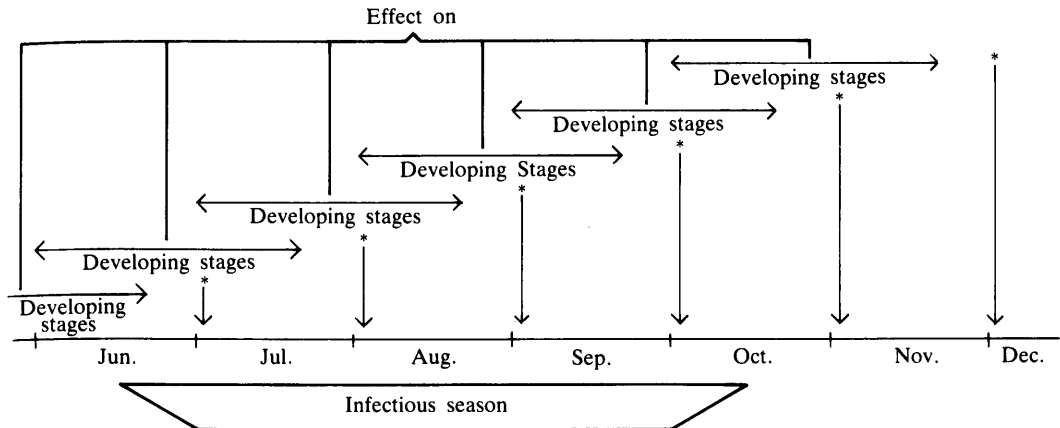 Effect on
Developing stages
*
Developing stages
*
Developing Stages
*
Developing stages
*
Developing stages
*
Developing
stages
*
Jun. Jul. Aug. Sep. Oct. Nov. Dec.
Infectious season